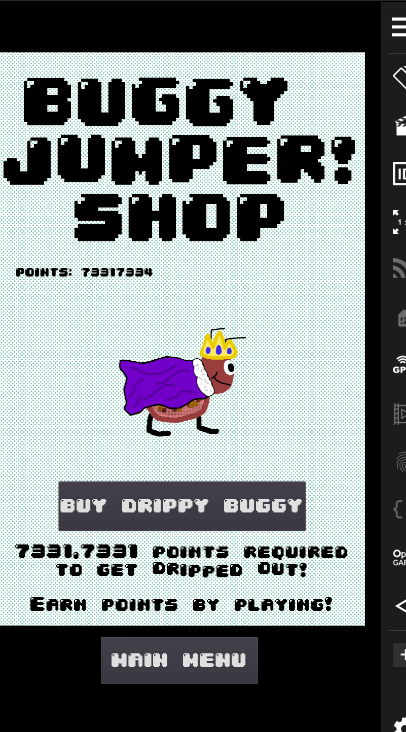 BUGGY
JUMPER!
SHOP
POINTS: 73317334
BUY DRIPPY BUGGY
7331,7331 POINTS REQUIRED
TO GET DRIPPED OUT!
EARN POINTS BY PLAYING!
MAIN MENU
GP